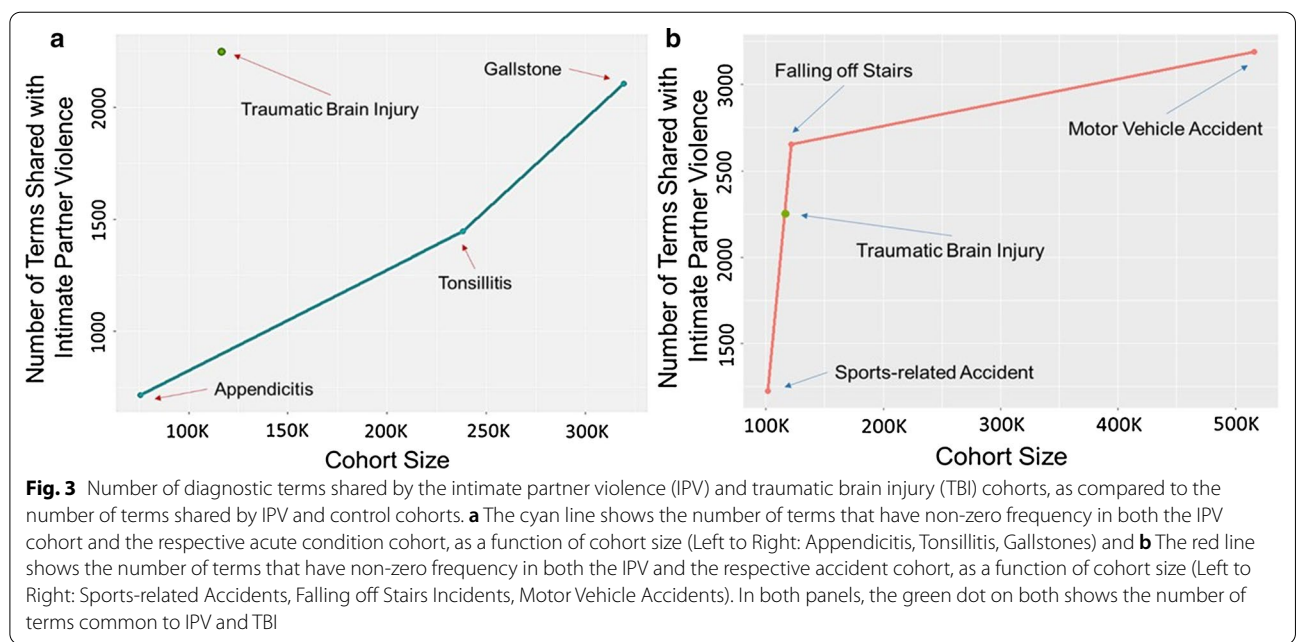 a
Number of Terms Shared with
Intimate Partner Violence
2000
1500
1000
Traumatic Brain Injury
Gallstone
Tonsillitis
Appendicitis
100K 150K 200K 250K 300K
Cohort Size
b
Number of Terms Shared with
Intimate Partner Violence
3000
2500
2000
1500
Falling off Stairs
Motor Vehicle Accident
Traumatic Brain Injury
Sports-related Accident
100K 200K 300K 400K 500K
Cohort Size
Fig. 3 Number of diagnostic terms shared by the intimate partner violence (IPV) and traumatic brain injury (TBI) cohorts, as compared to the
number of terms shared by IPV and control cohorts. a The cyan line shows the number of terms that have non-zero frequency in both the IPV
cohort and the respective acute condition cohort, as a function of cohort size (Left to Right: Appendicitis, Tonsillitis, Gallstones) and b The red line
shows the number of terms that have non-zero frequency in both the IPV and the respective accident cohort, as a function of cohort size (Left to
Right: Sports-related Accidents, Falling off Stairs Incidents, Motor Vehicle Accidents). In both panels, the green dot on both shows the number of
terms common to IPV and TBI